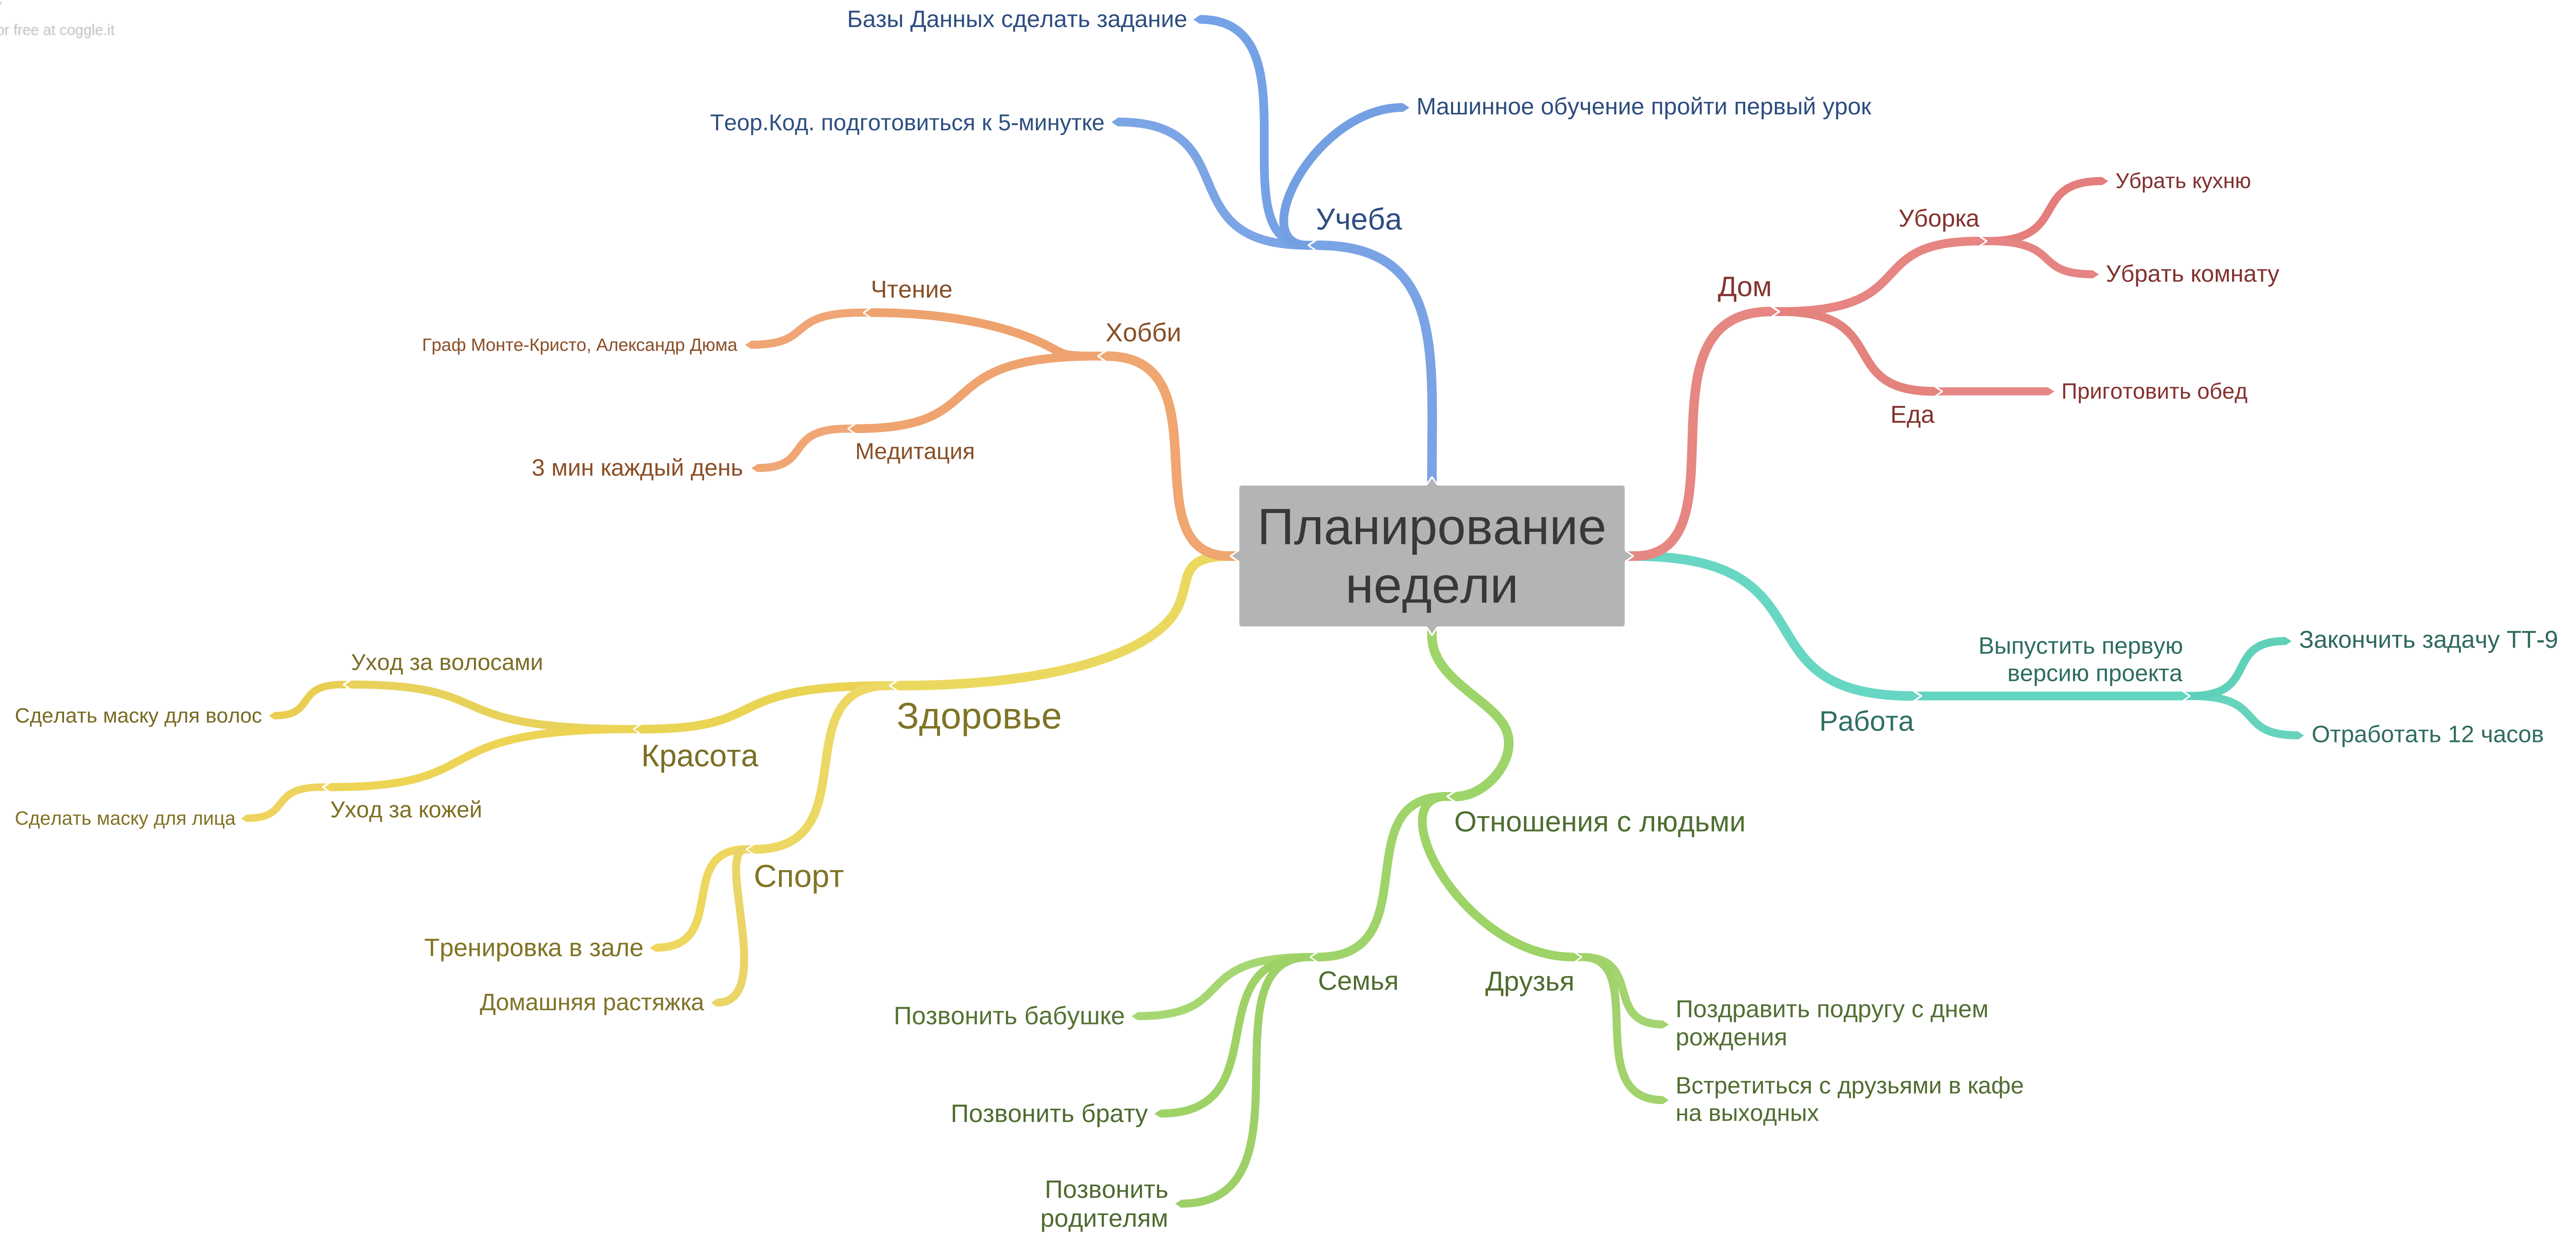 or free at coggle.it
Базы Данных сделать задание
Теор.Код. подготовиться к 5-минутке
Машинное обучение пройти первый урок
Учеба
Чтение
Граф Монте-Кристо, Александр Дюма
Хобби
Медитация
3 мин каждый день
Дом
Уборка
Убрать кухню
Убрать комнату
Еда
Приготовить обед
Планирование
недели
Работа
Выпустить первую
версию проекта
Закончить задачу ТТ-9
Отработать 12 часов
Здоровье
Красота
Уход за волосами
Сделать маску для волос
Уход за кожей
Сделать маску для лица
Спорт
Тренировка в зале
Домашняя растяжка
Отношения с людьми
Семья
Позвонить бабушке
Позвонить брату
Позвонить
родителям
Друзья
Поздравить подругу с днем
рождения
Встретиться с друзьями в кафе
на выходных